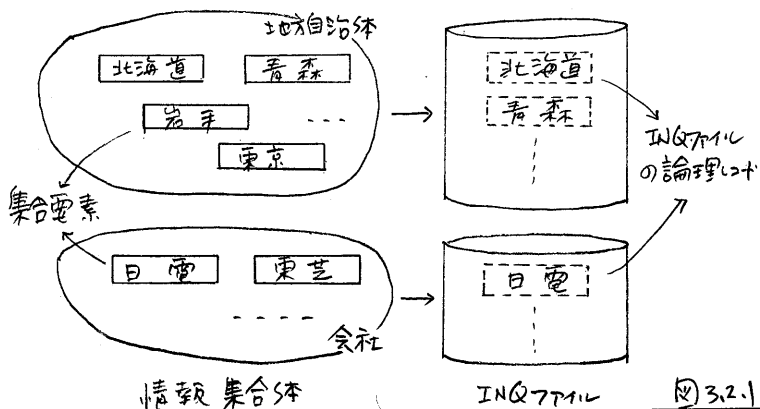 地方自治体
北海道
青森
岩手
東京
北海道
青森
INQファイル
の論理レコード
集合要素
日電
東芝
会社
日電
情報集合体
INQファイル
図3.2.1